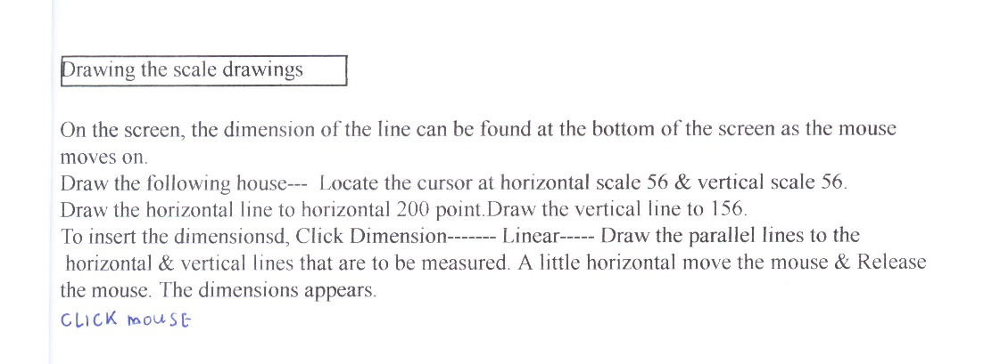 Drawing the scale drawings
On the screen, the dimension of the line can be found at the bottom of the screen as the mouse
moves on.
Draw the following house--- Locate the cursor at horizontal scale 56 & vertical scale 56.
Draw the horizontal line to horizontal 200 point.Draw the vertical line to 156.
To insert the dimensionsd, Click Dimension------- Linear----- Draw the parallel lines to the
horizontal & vertical lines that are to be measured. A little horizontal move the mouse & Release
the mouse. The dimensions appears.
CLICK MOUSE